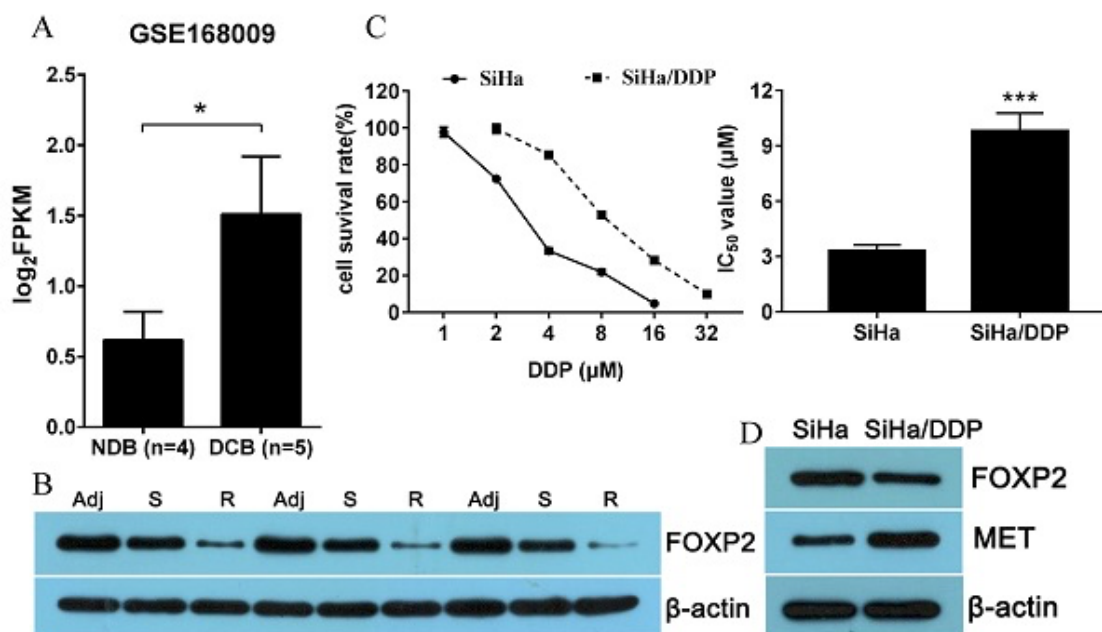 A
GSE168009
log₂FPKM
2.5
2.0
1.5
1.0
0.5
0.0
*
NDB (n=4) DCB (n=5)
C
SiHa SiHa/DDP
cell suvival rate(%)
120
100
80
60
40
20
0
1 2 4 8 16 32
DDP (µM)
IC₅₀ value (µM)
12
9
6
3
0
***
SiHa SiHa/DDP
B
Adj S R Adj S R Adj S R
FOXP2
β-actin
D
SiHa SiHa/DDP
FOXP2
MET
β-actin